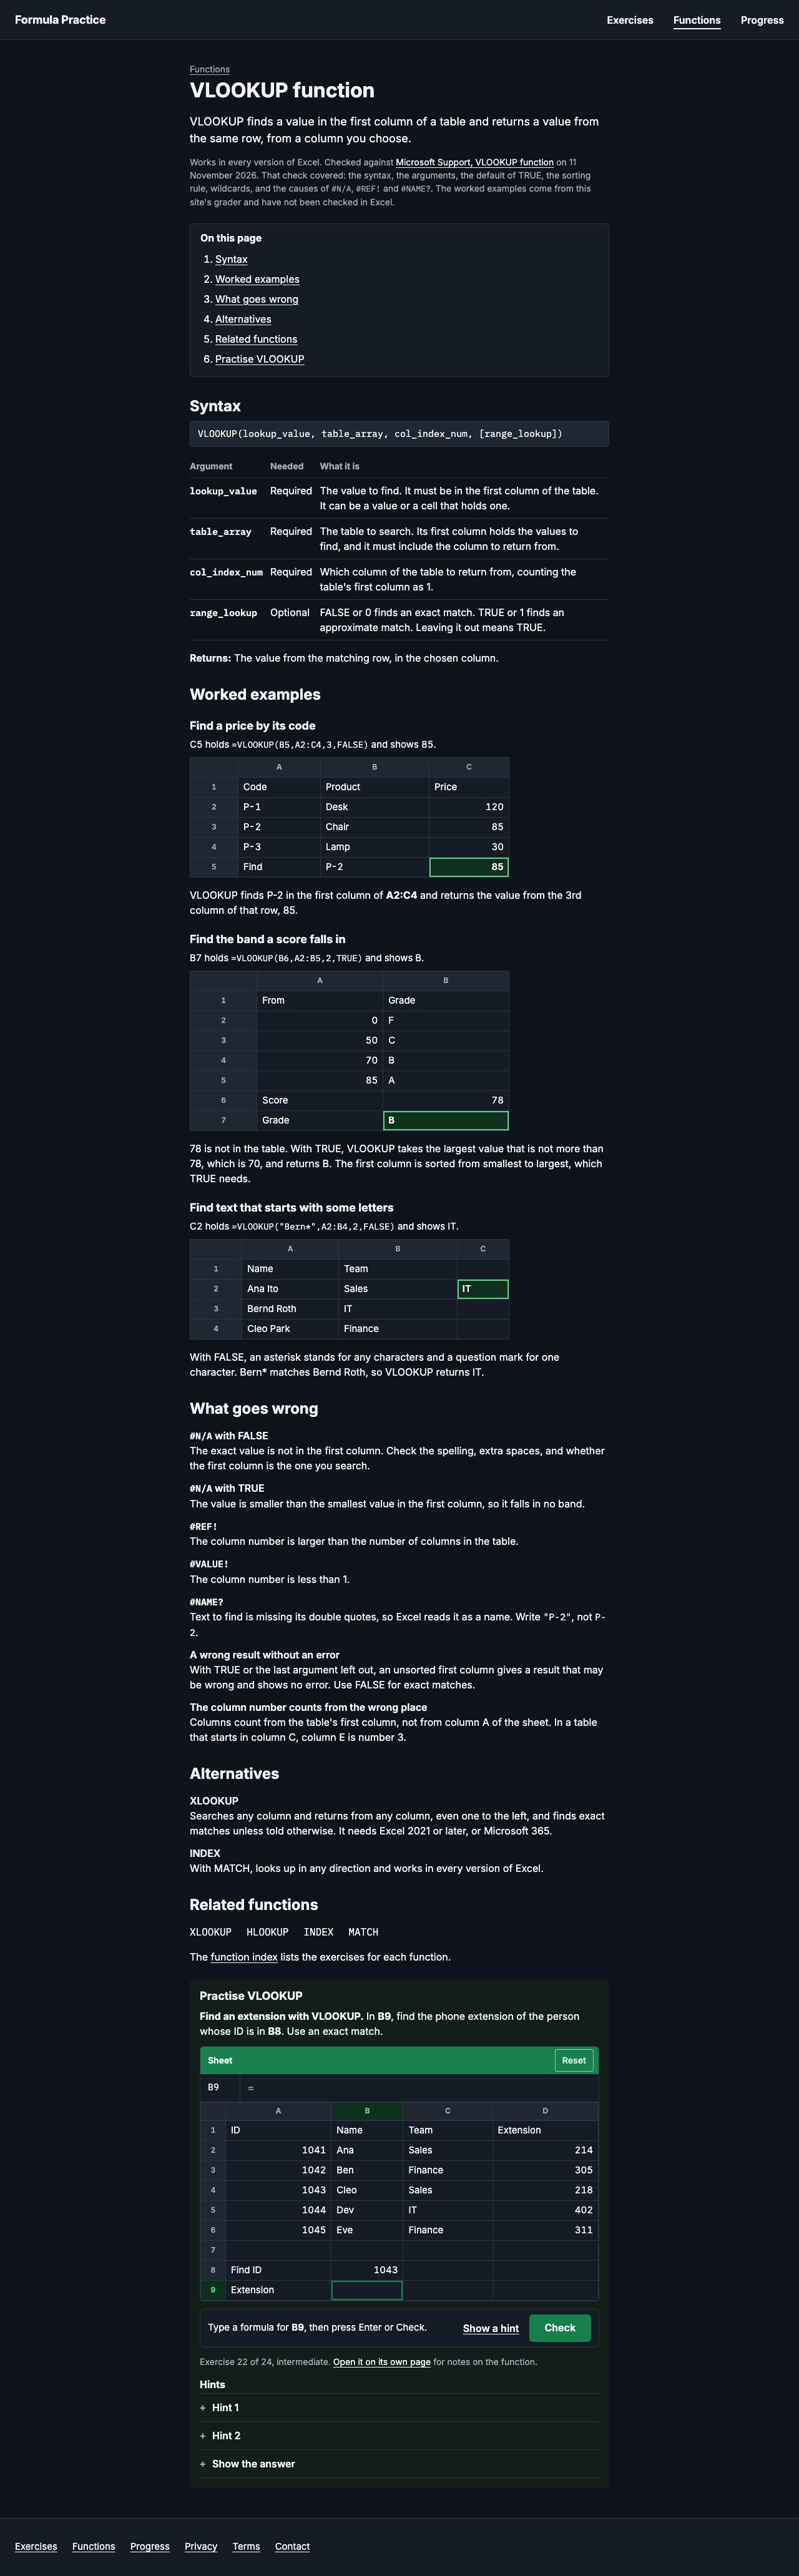 Formula Practice
Exercises Functions Progress
Functions
VLOOKUP function
VLOOKUP finds a value in the first column of a table and returns a value from
the same row, from a column you choose.
Works in every version of Excel. Checked against Microsoft Support, VLOOKUP function on 11
November 2026. That check covered: the syntax, the arguments, the default of TRUE, the sorting
rule, wildcards, and the causes of #N/A, #REF! and #NAME?. The worked examples come from this
site's grader and have not been checked in Excel.
On this page
1. Syntax
2. Worked examples
3. What goes wrong
4. Alternatives
5. Related functions
6. Practise VLOOKUP
Syntax
VLOOKUP(lookup_value, table_array, col_index_num, [range_lookup])
Argument Needed What it is
lookup_value Required The value to find. It must be in the first column of the table.
It can be a value or a cell that holds one.
table_array Required The table to search. Its first column holds the values to
find, and it must include the column to return from.
col_index_num Required Which column of the table to return from, counting the
table's first column as 1.
range_lookup Optional FALSE or 0 finds an exact match. TRUE or 1 finds an
approximate match. Leaving it out means TRUE.
Returns: The value from the matching row, in the chosen column.
Worked examples
Find a price by its code
C5 holds =VLOOKUP(B5,A2:C4,3,FALSE) and shows 85.
A B C
1 Code Product Price
2 P-1 Desk 120
3 P-2 Chair 85
4 P-3 Lamp 30
5 Find P-2 85
VLOOKUP finds P-2 in the first column of A2:C4 and returns the value from the 3rd
column of that row, 85.
Find the band a score falls in
B7 holds =VLOOKUP(B6,A2:B5,2,TRUE) and shows B.
A B
1 From Grade
2 0 F
3 50 C
4 70 B
5 85 A
6 Score 78
7 Grade B
78 is not in the table. With TRUE, VLOOKUP takes the largest value that is not more than
78, which is 70, and returns B. The first column is sorted from smallest to largest, which
TRUE needs.
Find text that starts with some letters
C2 holds =VLOOKUP("Bern*",A2:B4,2,FALSE) and shows IT.
A B C
1 Name Team
2 Ana Ito Sales IT
3 Bernd Roth IT
4 Cleo Park Finance
With FALSE, an asterisk stands for any characters and a question mark for one
character. Bern* matches Bernd Roth, so VLOOKUP returns IT.
What goes wrong
#N/A with FALSE
The exact value is not in the first column. Check the spelling, extra spaces, and whether
the first column is the one you search.
#N/A with TRUE
The value is smaller than the smallest value in the first column, so it falls in no band.
#REF!
The column number is larger than the number of columns in the table.
#VALUE!
The column number is less than 1.
#NAME?
Text to find is missing its double quotes, so Excel reads it as a name. Write "P-2", not P-
2.
A wrong result without an error
With TRUE or the last argument left out, an unsorted first column gives a result that may
be wrong and shows no error. Use FALSE for exact matches.
The column number counts from the wrong place
Columns count from the table's first column, not from column A of the sheet. In a table
that starts in column C, column E is number 3.
Alternatives
XLOOKUP
Searches any column and returns from any column, even one to the left, and finds exact
matches unless told otherwise. It needs Excel 2021 or later, or Microsoft 365.
INDEX
With MATCH, looks up in any direction and works in every version of Excel.
Related functions
XLOOKUP HLOOKUP INDEX MATCH
The function index lists the exercises for each function.
Practise VLOOKUP
Find an extension with VLOOKUP. In B9, find the phone extension of the person
whose ID is in B8. Use an exact match.
Sheet Reset
B9 =
A B C D
1 ID Name Team Extension
2 1041 Ana Sales 214
3 1042 Ben Finance 305
4 1043 Cleo Sales 218
5 1044 Dev IT 402
6 1045 Eve Finance 311
7
8 Find ID 1043
9 Extension
Type a formula for B9, then press Enter or Check. Show a hint Check
Exercise 22 of 24, intermediate. Open it on its own page for notes on the function.
Hints
+ Hint 1
+ Hint 2
+ Show the answer
Exercises Functions Progress Privacy Terms Contact